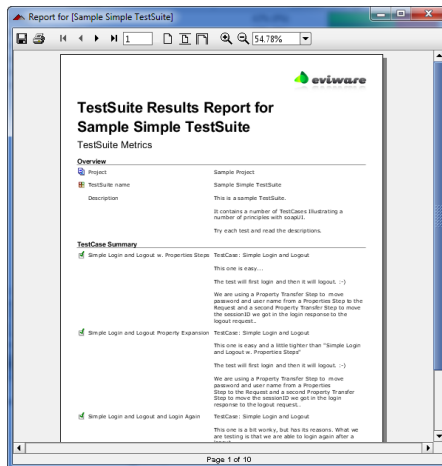 Report for [Sample Simple TestSuite]
1
54.78%
eviware
TestSuite Results Report for
Sample Simple TestSuite
TestSuite Metrics
Overview
Project Sample Project
TestSuite name Sample Simple TestSuite
Description This is a sample TestSuite.
It contains a number of TestCases Illustrating a
number of principles with soapUI.
Try each test and read the descriptions.
TestCase Summary
Simple Login and Logout w. Properties Steps TestCase: Simple Login and Logout
This one is easy...
The test will first login and then it will logout. :-)
We are using a Property Transfer Step to move
password and user name from a Properties Step to the
Request and a second Property Transfer Step to move
the sessionID we got in the login response to the
logout request..
Simple Login and Logout Property Expansion TestCase: Simple Login and Logout
This one is easy and a little tighter than "Simple Login
and Logout w. Properties Steps"
The test will first login and then it will logout. :-)
We are using a Property Transfer Step to move
password and user name from a Properties
Step to the Request and a second Property Transfer
Step to move the sessionID we got in the login
response to the logout request..
Simple Login and Logout and Login Again TestCase: Simple Login and Logout
This one is a bit worky, but has its reasons. What we
are testing is that we are able to login again after a
Page 1 of 10